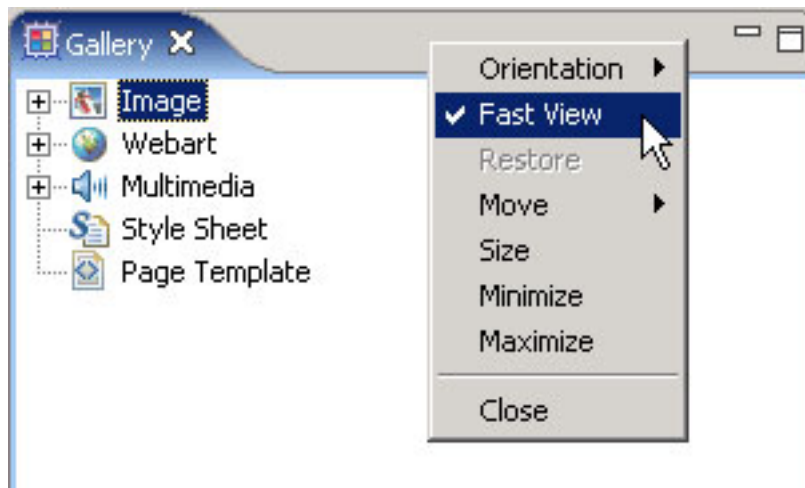 Gallery
Image
Webart
Multimedia
Style Sheet
Page Template
Orientation
Fast View
Restore
Move
Size
Minimize
Maximize
Close